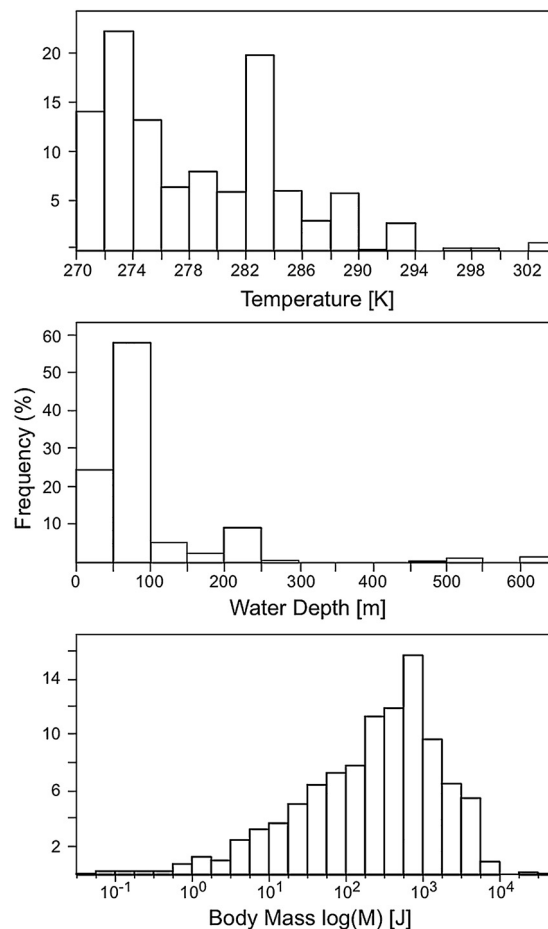 20
15
10
5
270 274 278 282 286 290 294 298 302
Temperature [K]
Frequency (%)
60
50
40
30
20
10
0 100 200 300 400 500 600
Water Depth [m]
14
10
6
2
10⁻¹ 10⁰ 10¹ 10² 10³ 10⁴
Body Mass log(M) [J]